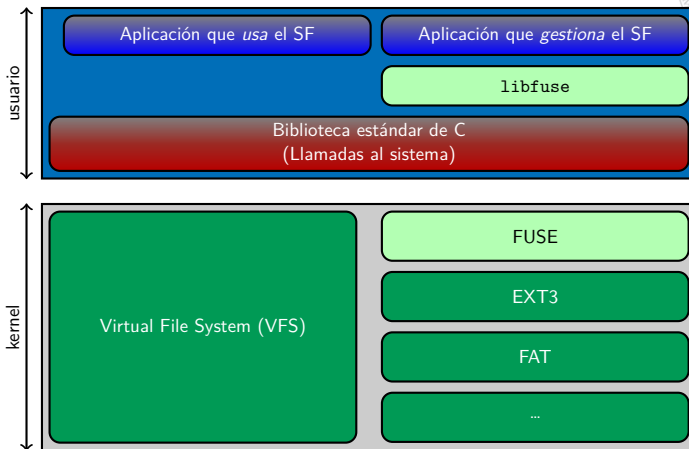 usuario
Aplicación que usa el SF
Aplicación que gestiona el SF
libfuse
Biblioteca estándar de C
(Llamadas al sistema)
kernel
Virtual File System (VFS)
FUSE
EXT3
FAT
...